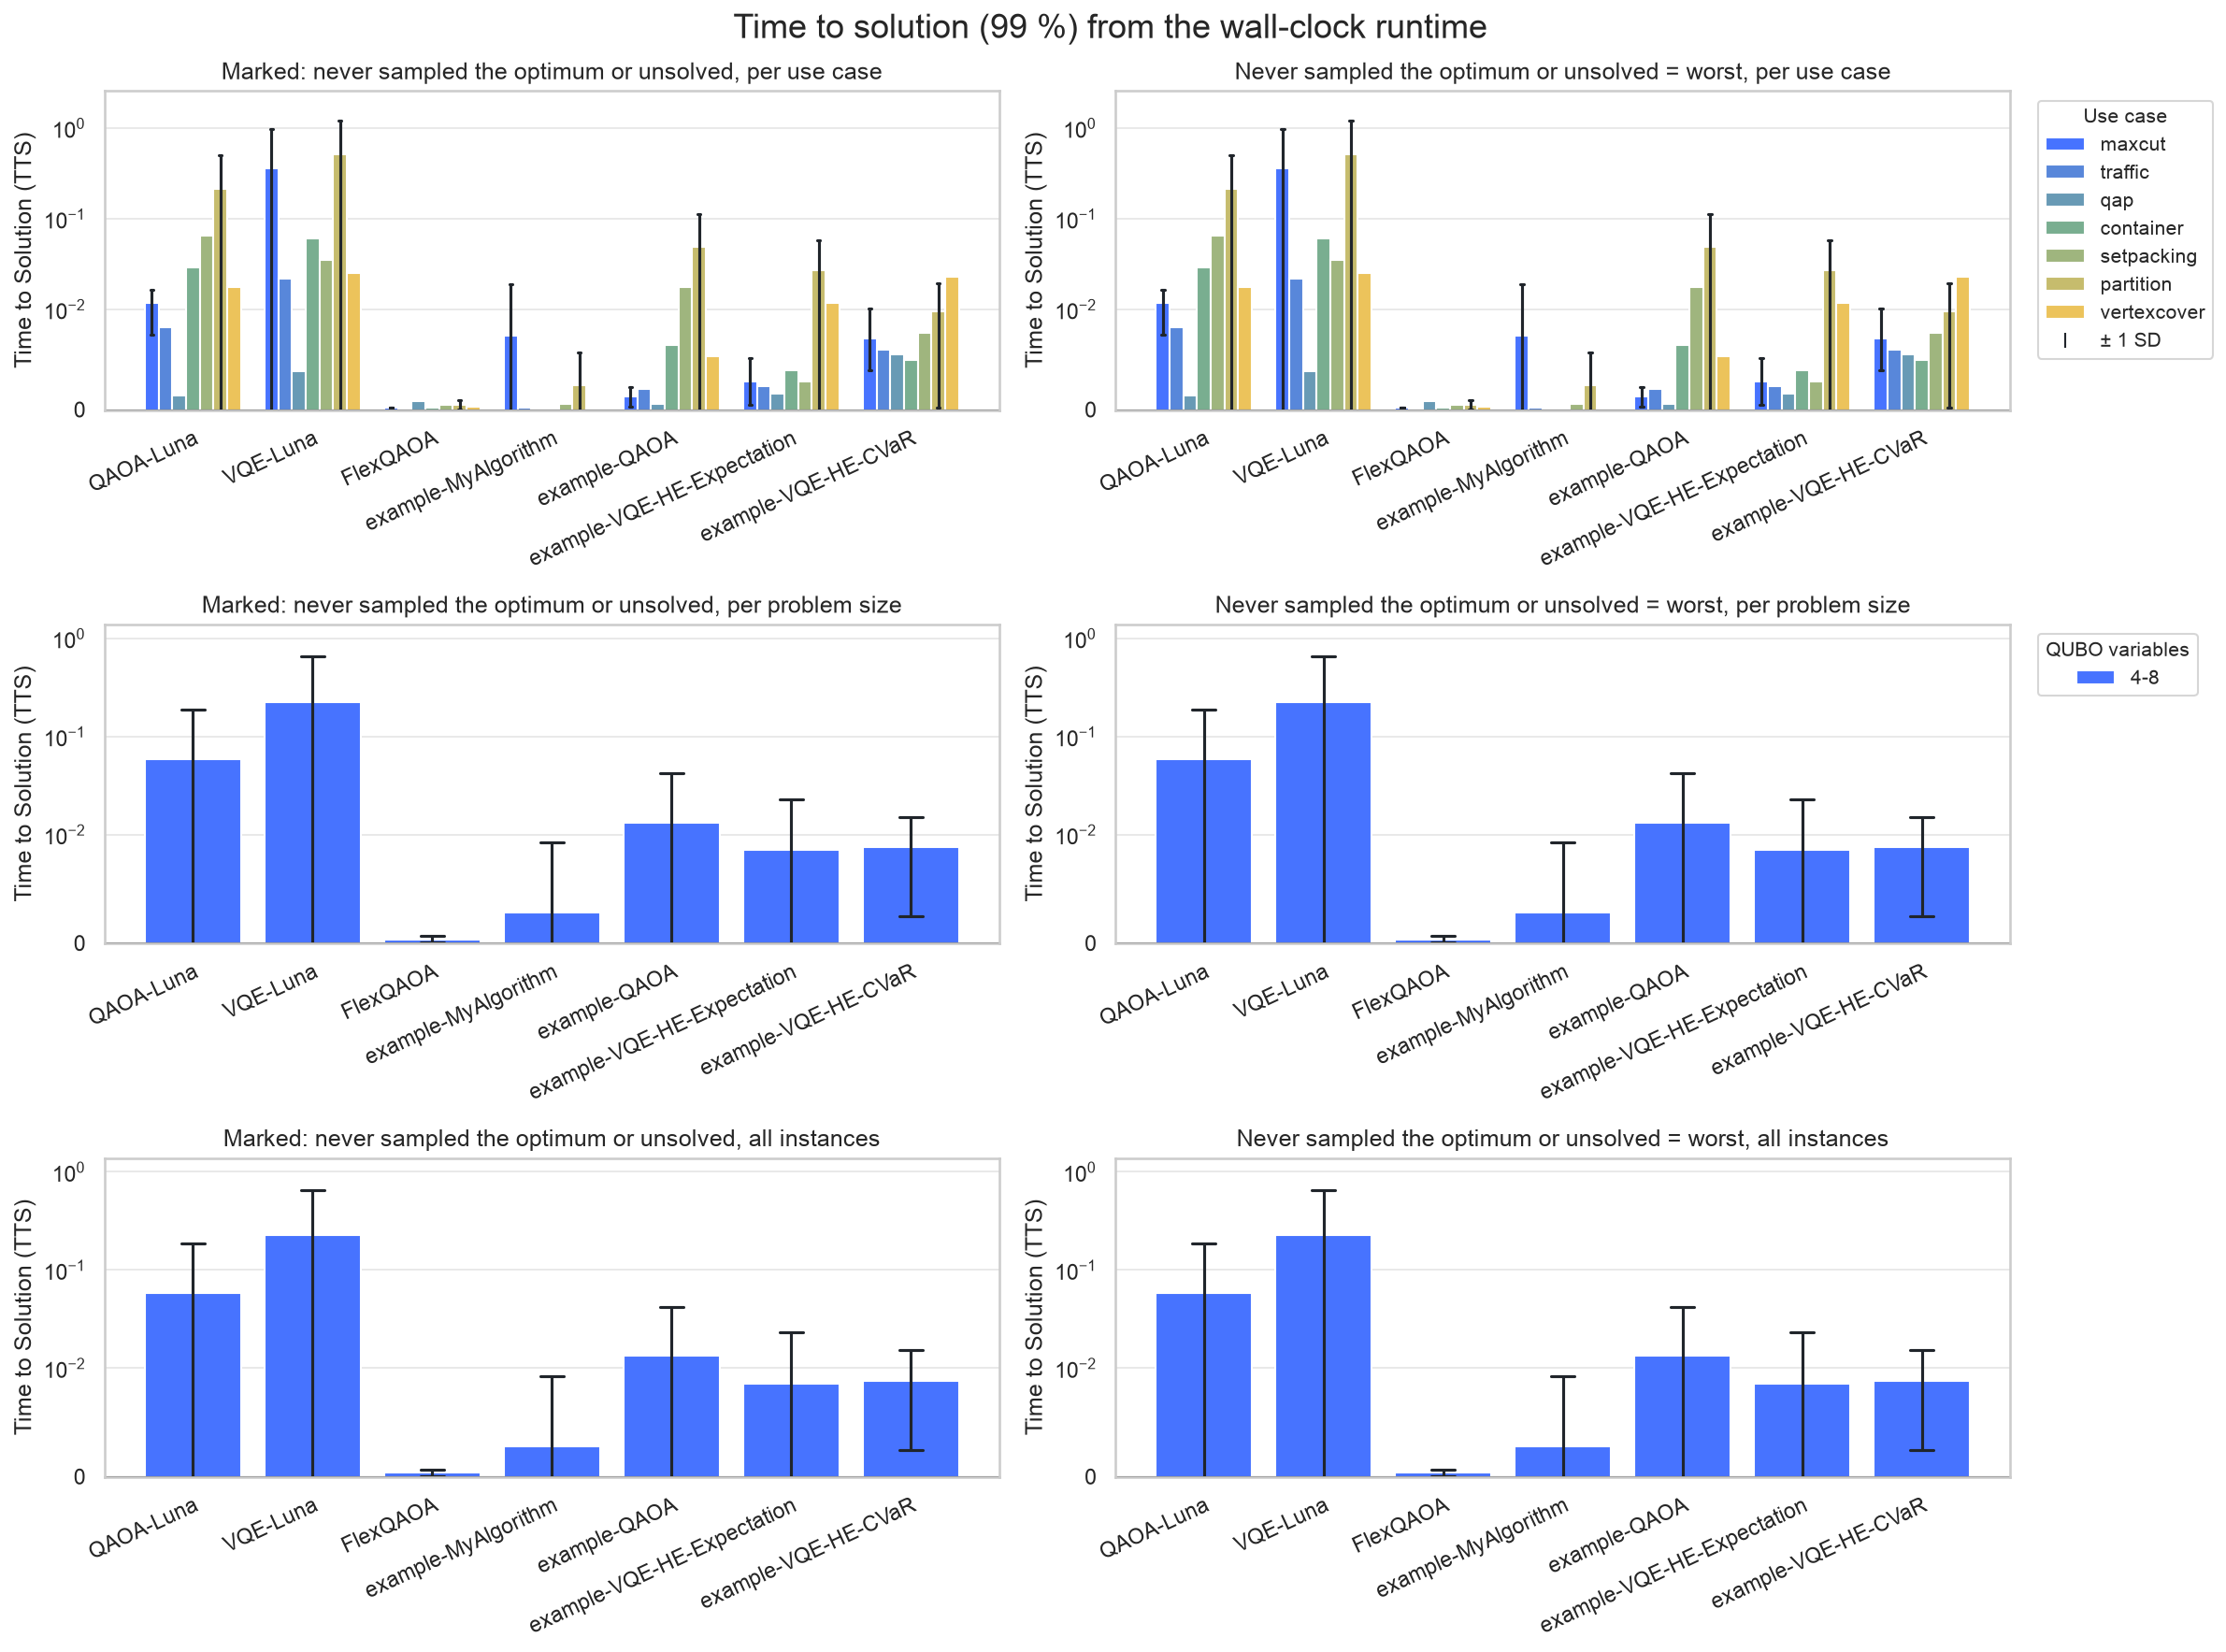 Time to solution (99 %) from the wall-clock runtime
Marked: never sampled the optimum or unsolved, per use case
Time to Solution (TTS)
10⁰
10⁻¹
10⁻²
0
QAOA-Luna
VQE-Luna
FlexQAOA
example-MyAlgorithm
example-QAOA
example-VQE-HE-Expectation
example-VQE-HE-CVaR
Never sampled the optimum or unsolved = worst, per use case
Time to Solution (TTS)
10⁰
10⁻¹
10⁻²
0
QAOA-Luna
VQE-Luna
FlexQAOA
example-MyAlgorithm
example-QAOA
example-VQE-HE-Expectation
example-VQE-HE-CVaR
Use case
maxcut
traffic
qap
container
setpacking
partition
vertexcover
± 1 SD
Marked: never sampled the optimum or unsolved, per problem size
Time to Solution (TTS)
10⁰
10⁻¹
10⁻²
0
QAOA-Luna
VQE-Luna
FlexQAOA
example-MyAlgorithm
example-QAOA
example-VQE-HE-Expectation
example-VQE-HE-CVaR
Never sampled the optimum or unsolved = worst, per problem size
Time to Solution (TTS)
10⁰
10⁻¹
10⁻²
0
QAOA-Luna
VQE-Luna
FlexQAOA
example-MyAlgorithm
example-QAOA
example-VQE-HE-Expectation
example-VQE-HE-CVaR
QUBO variables
4-8
Marked: never sampled the optimum or unsolved, all instances
Time to Solution (TTS)
10⁰
10⁻¹
10⁻²
0
QAOA-Luna
VQE-Luna
FlexQAOA
example-MyAlgorithm
example-QAOA
example-VQE-HE-Expectation
example-VQE-HE-CVaR
Never sampled the optimum or unsolved = worst, all instances
Time to Solution (TTS)
10⁰
10⁻¹
10⁻²
0
QAOA-Luna
VQE-Luna
FlexQAOA
example-MyAlgorithm
example-QAOA
example-VQE-HE-Expectation
example-VQE-HE-CVaR